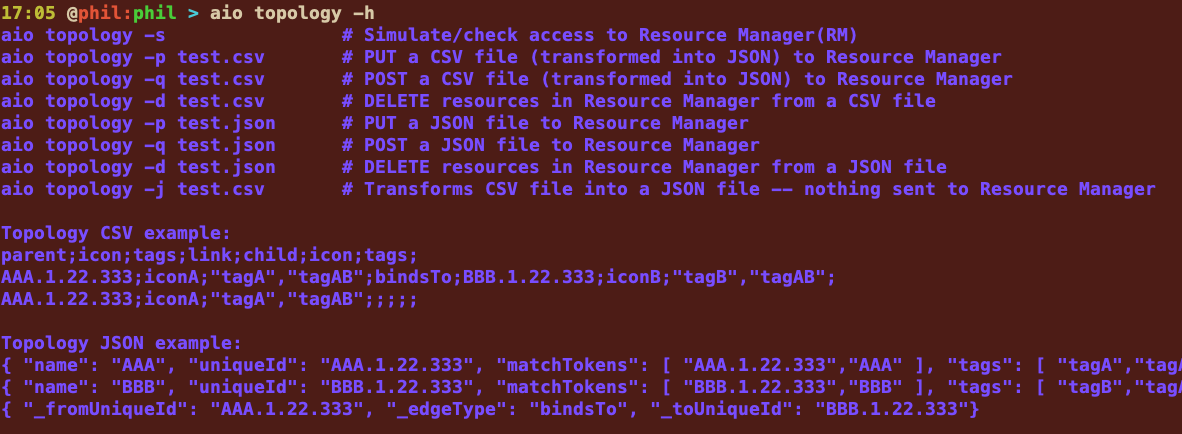 17:05 @phil:phil > aio topology -h
aio topology -s                # Simulate/check access to Resource Manager(RM)
aio topology -p test.csv       # PUT a CSV file (transformed into JSON) to Resource Manager
aio topology -q test.csv       # POST a CSV file (transformed into JSON) to Resource Manager
aio topology -d test.csv       # DELETE resources in Resource Manager from a CSV file
aio topology -p test.json      # PUT a JSON file to Resource Manager
aio topology -q test.json      # POST a JSON file to Resource Manager
aio topology -d test.json      # DELETE resources in Resource Manager from a JSON file
aio topology -j test.csv       # Transforms CSV file into a JSON file -- nothing sent to Resource Manager
Topology CSV example:
parent;icon;tags;link;child;icon;tags;
AAA.1.22.333;iconA;"tagA","tagAB";bindsTo;BBB.1.22.333;iconB;"tagB","tagAB";
AAA.1.22.333;iconA;"tagA","tagAB";;;;;
Topology JSON example:
{ "name": "AAA", "uniqueId": "AAA.1.22.333", "matchTokens": [ "AAA.1.22.333","AAA" ], "tags": [ "tagA","tagA
{ "name": "BBB", "uniqueId": "BBB.1.22.333", "matchTokens": [ "BBB.1.22.333","BBB" ], "tags": [ "tagB","tagA
{ "_fromUniqueId": "AAA.1.22.333", "_edgeType": "bindsTo", "_toUniqueId": "BBB.1.22.333"}